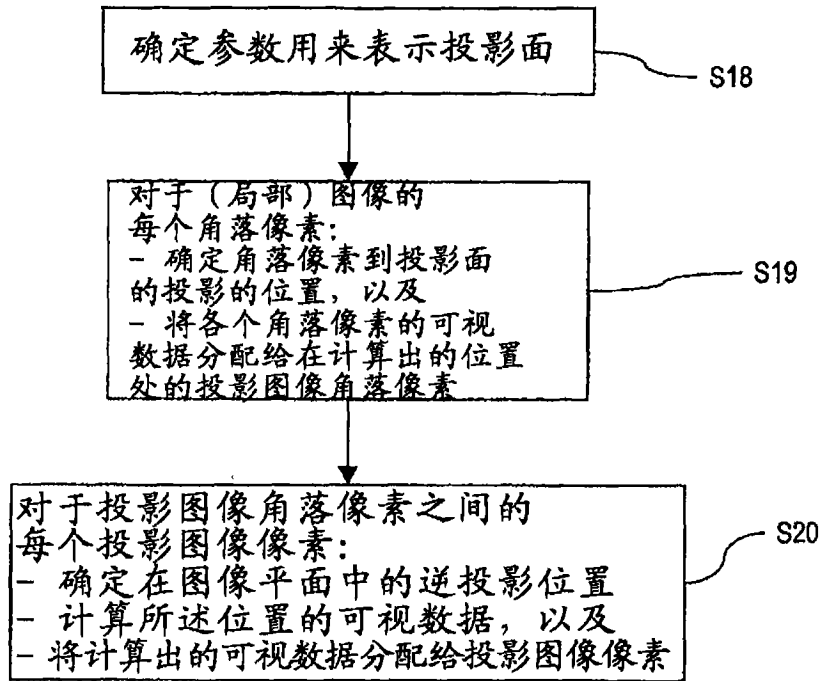 确定参数用来表示投影面
S18
对于（局部）图像的
每个角落像素：
- 确定角落像素到投影面
的投影的位置，以及
- 将各个角落像素的可视
数据分配给在计算出的位置
处的投影图像角落像素
S19
对于投影图像角落像素之间的
每个投影图像像素：
- 确定在图像平面中的逆投影位置
- 计算所述位置的可视数据，以及
- 将计算出的可视数据分配给投影图像像素
S20